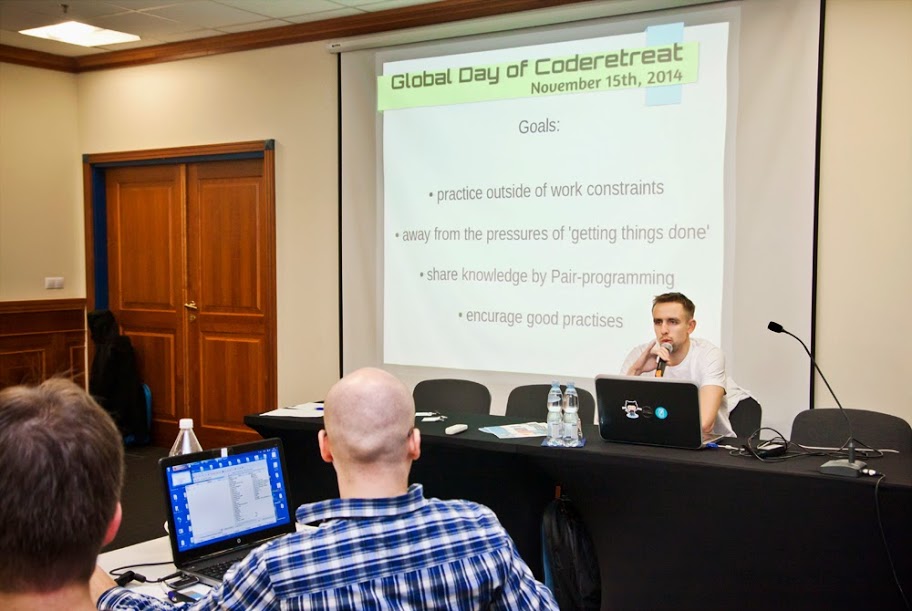 Global Day of Coderetreat
November 15th, 2014
Goals:
• practice outside of work constraints
• away from the pressures of 'getting things done'
• share knowledge by Pair-programming
• encurage good practises